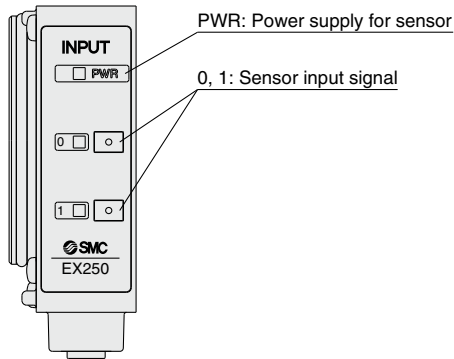 PWR: Power supply for sensor
INPUT
PWR
0, 1: Sensor input signal
0
1
SMC
EX250